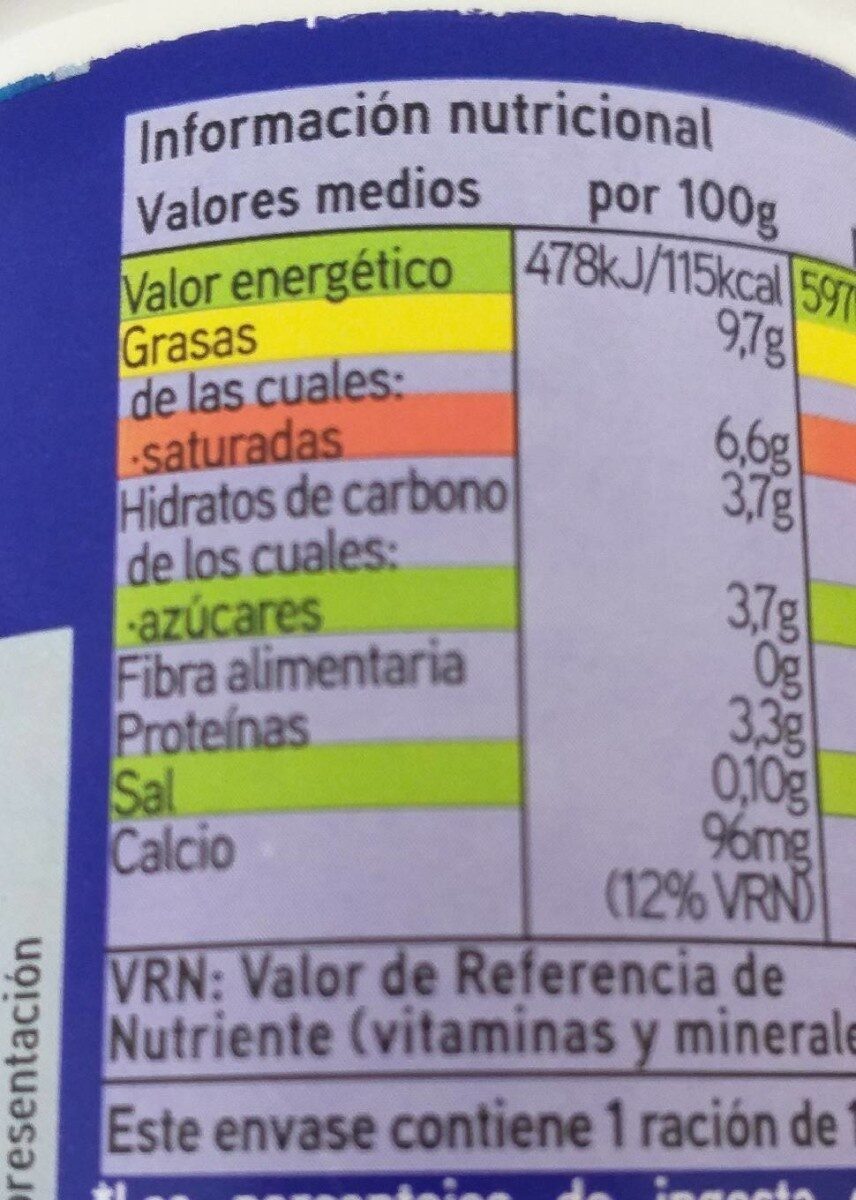 Información nutricional
Valores medios por 100g
Valor energético 478kJ/115kcal 597
Grasas 9,7g
de las cuales:
·saturadas 6,6g
Hidratos de carbono 3,7g
de los cuales:
·azúcares 3,7g
Fibra alimentaria 0g
Proteínas 3,3g
Sal 0,10g
Calcio 96mg
(12% VRN)
VRN: Valor de Referencia de
Nutriente (vitaminas y minerale
Este envase contiene 1 ración de 1
presentación